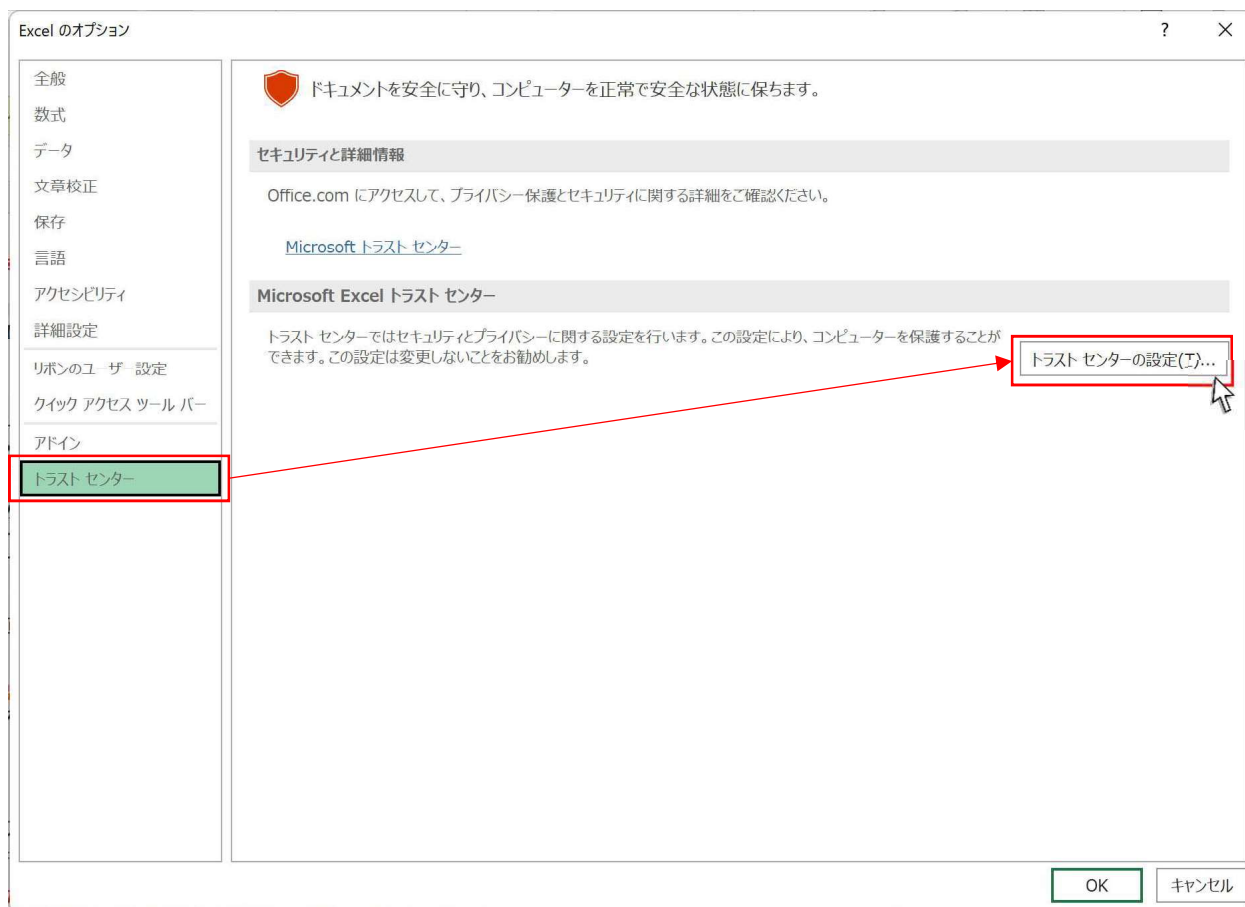 Excel のオプション
?
全般
数式
データ
文章校正
保存
言語
アクセシビリティ
詳細設定
リボンのユーザー設定
クイック アクセス ツール バー
アドイン
トラスト センター
ドキュメントを安全に守り、コンピューターを正常で安全な状態に保ちます。
セキュリティと詳細情報
Office.com にアクセスして、プライバシー保護とセキュリティに関する詳細をご確認ください。
Microsoft トラスト センター
Microsoft Excel トラスト センター
トラスト センターではセキュリティとプライバシーに関する設定を行います。この設定により、コンピューターを保護することが
できます。この設定は変更しないことをお勧めします。
トラスト センターの設定(T)...
OK
キャンセル